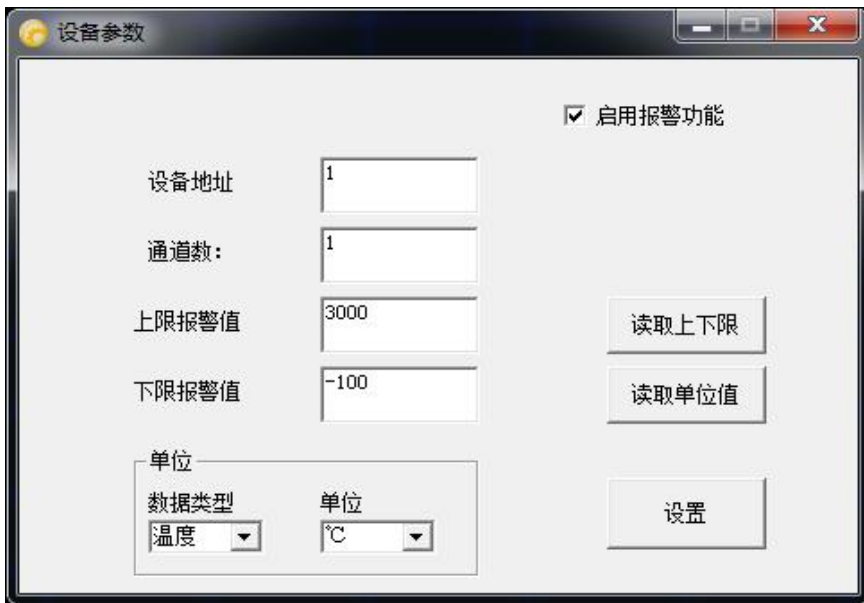 设备参数
启用报警功能
设备地址 1
通道数: 1
上限报警值 3000 读取上下限
下限报警值 -100 读取单位值
单位
数据类型 单位
温度 ℃
设置